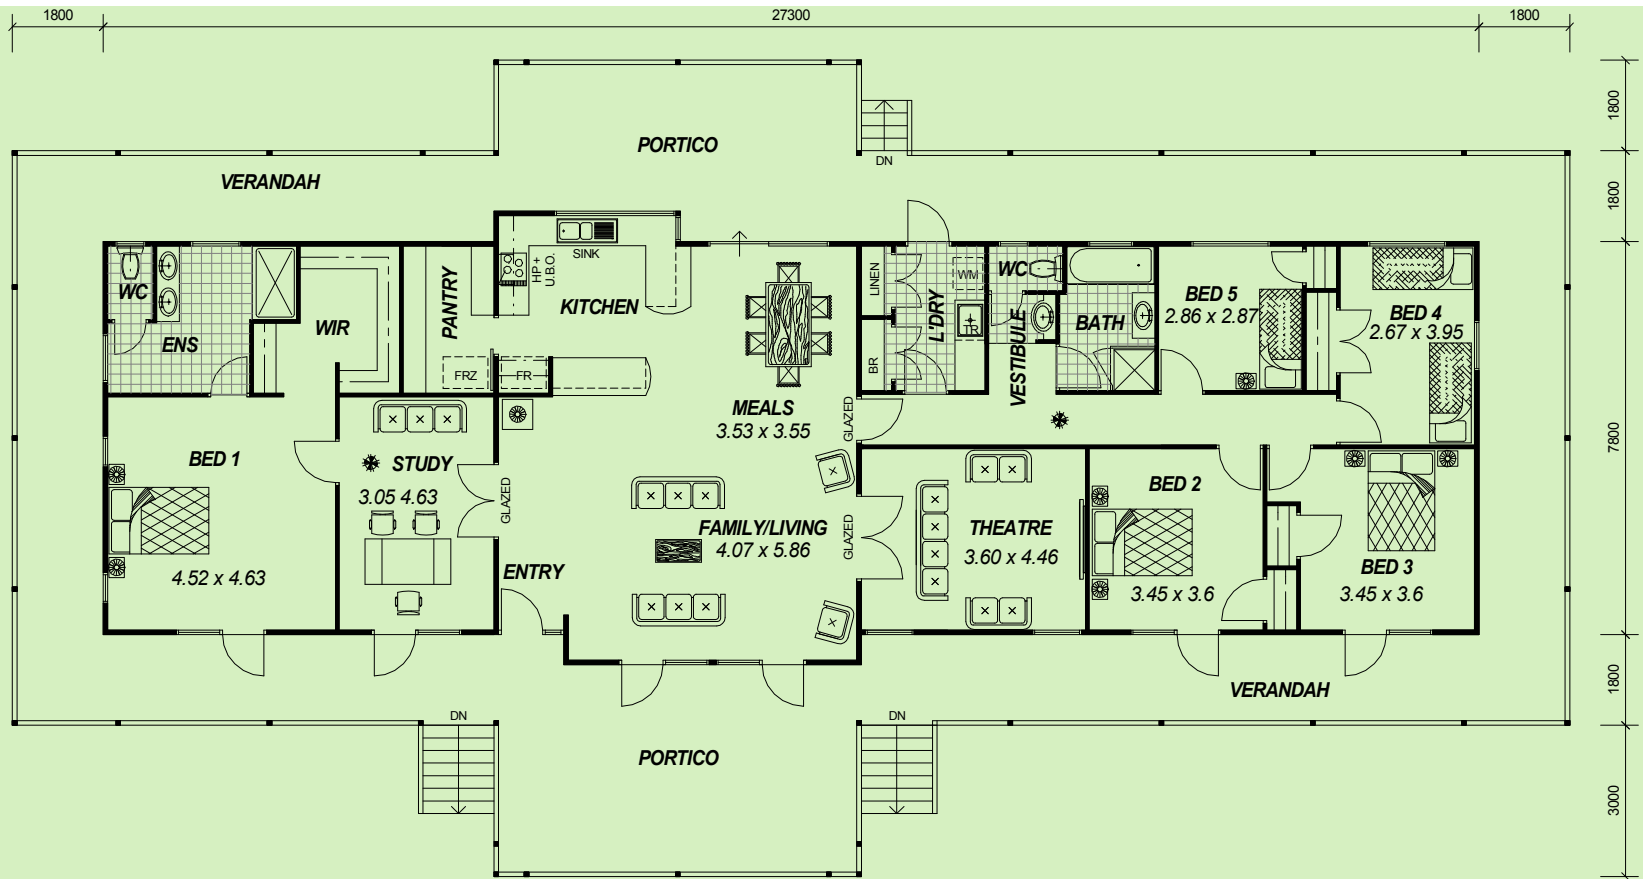 1800
27300
1800
1800
PORTICO
DN
VERANDAH
1800
SINK
HP +
U.B.O.
KITCHEN
PANTRY
WC
WIR
ENS
FRZ
FR
LINEN
BR
L'DRY
WM
TR
WC
VESTIBULE
BATH
BED 5
2.86 x 2.87
BED 4
2.67 x 3.95
MEALS
3.53 x 3.55
GLAZED
BED 1
4.52 x 4.63
STUDY
3.05 4.63
GLAZED
FAMILY/LIVING
4.07 x 5.86
GLAZED
ENTRY
THEATRE
3.60 x 4.46
BED 2
3.45 x 3.6
BED 3
3.45 x 3.6
7800
VERANDAH
1800
DN
DN
PORTICO
3000